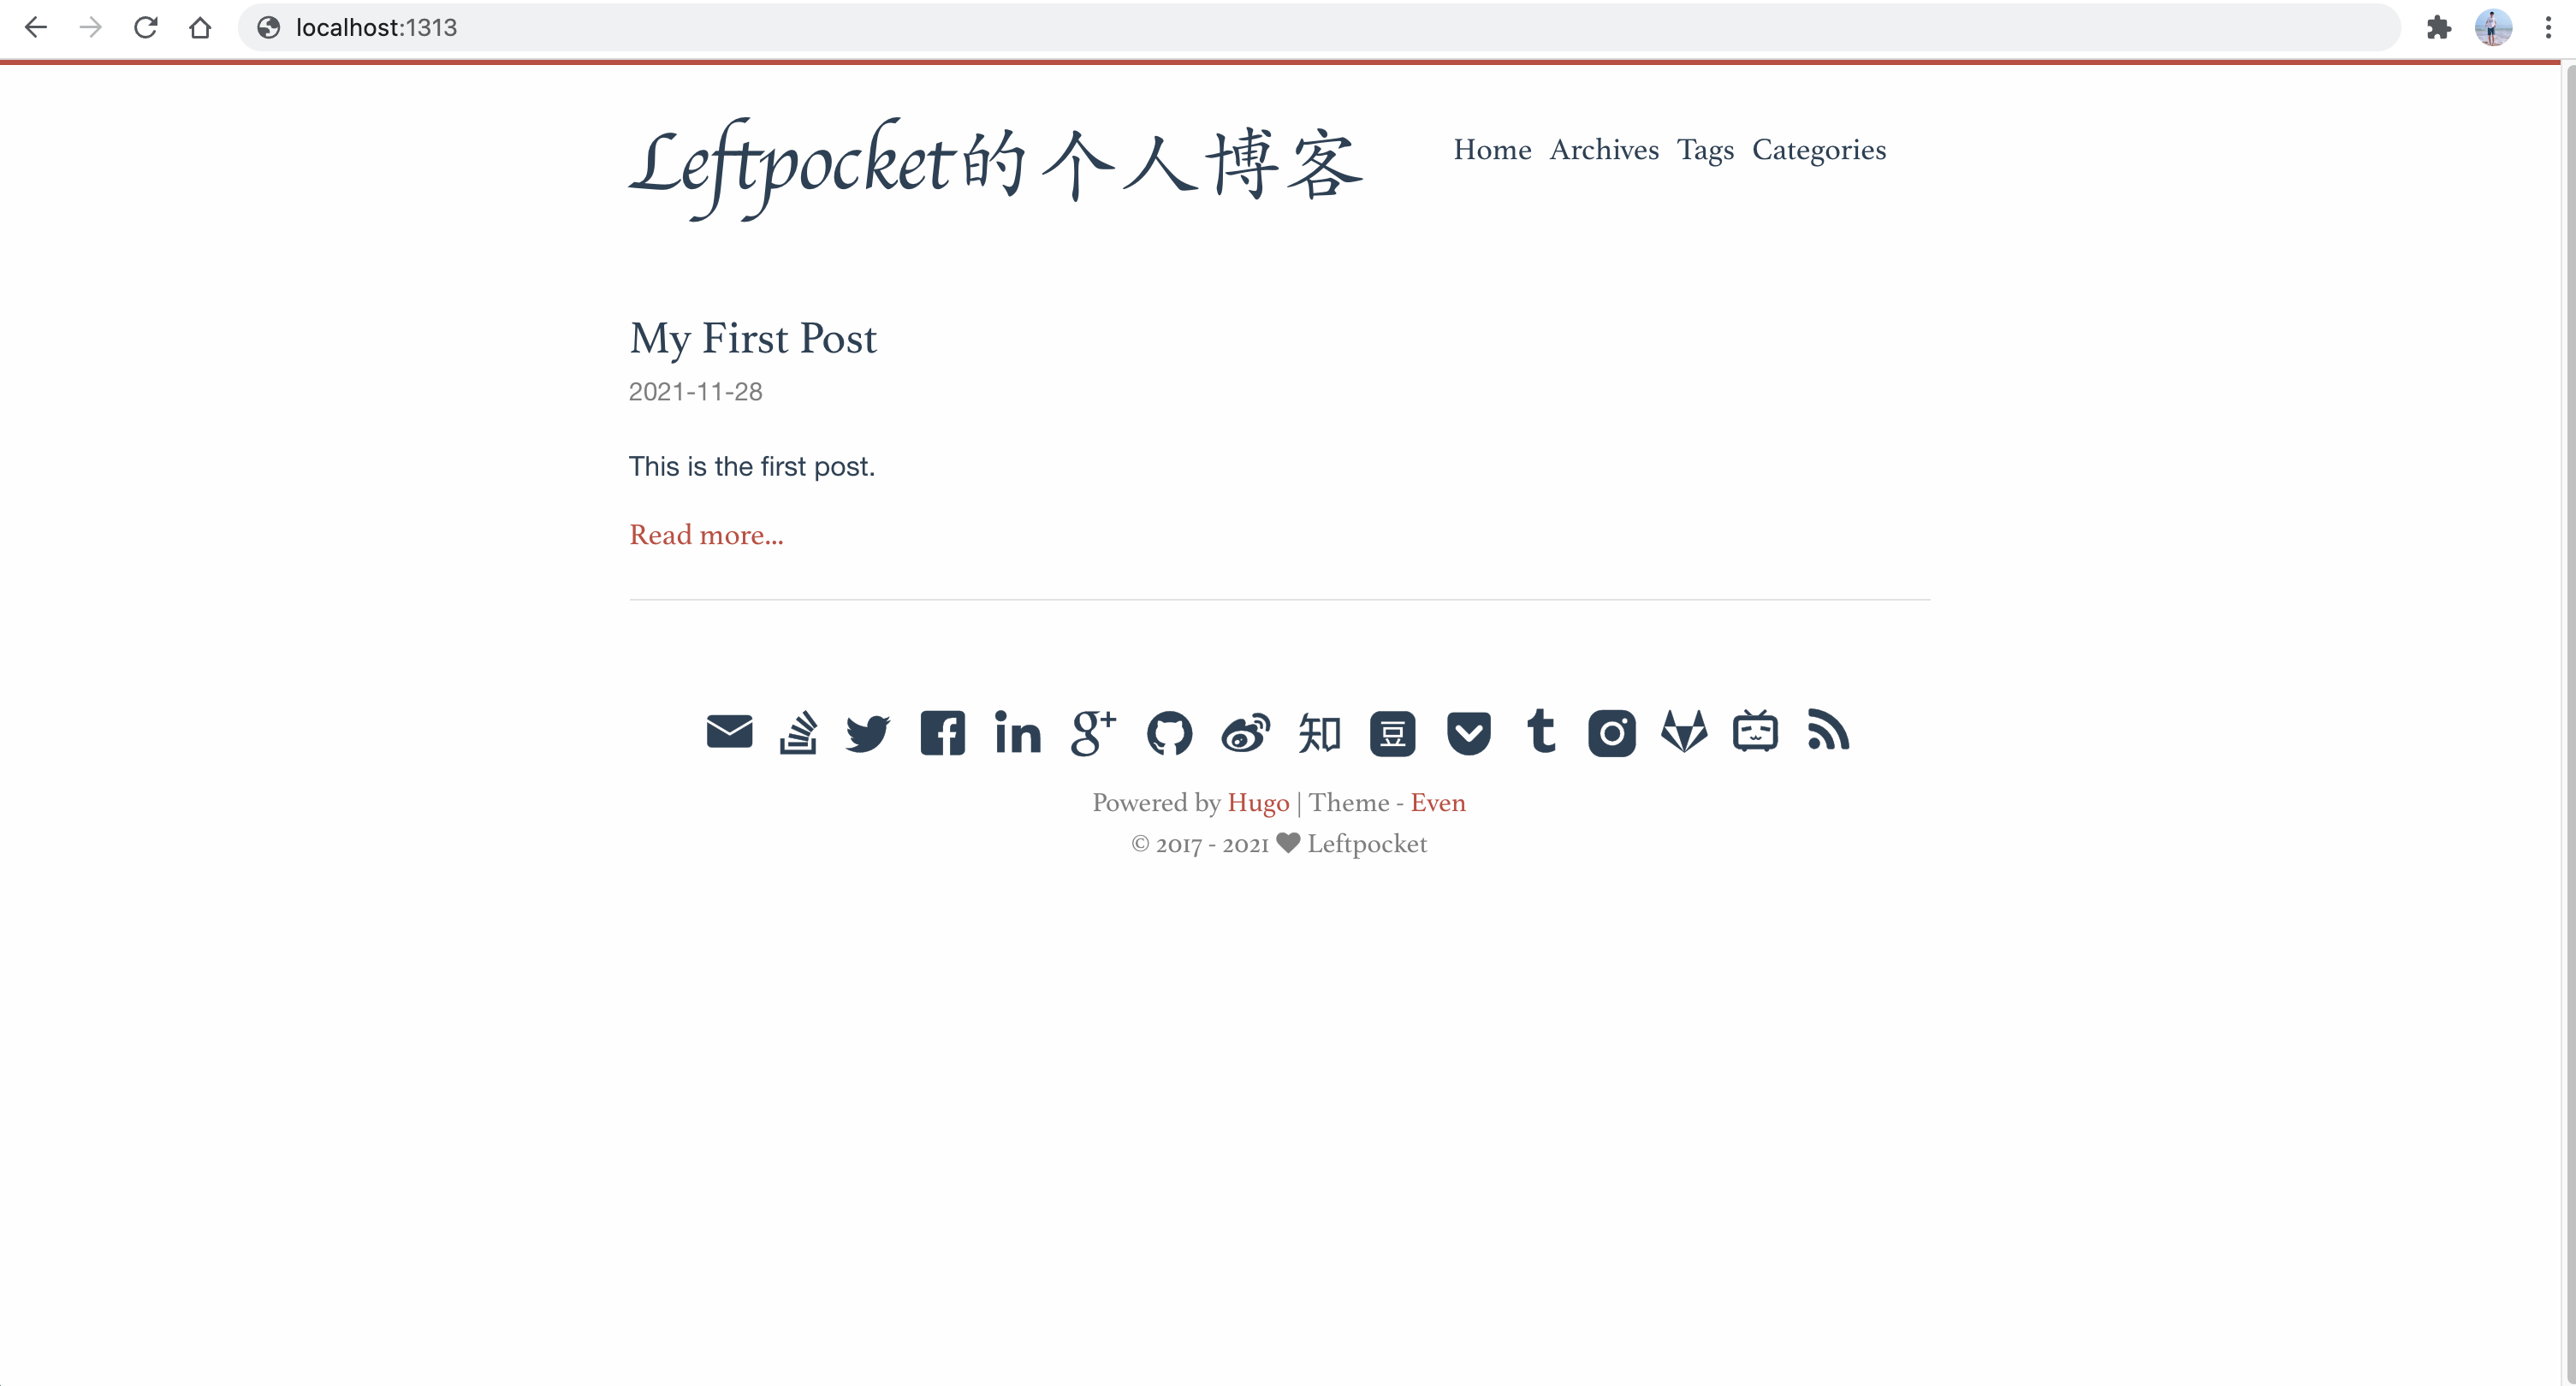 localhost:1313
Leftpocket的个人博客
Home Archives Tags Categories
My First Post
2021-11-28
This is the first post.
Read more...
知 豆
Powered by Hugo | Theme - Even
© 2017 - 2021 Leftpocket